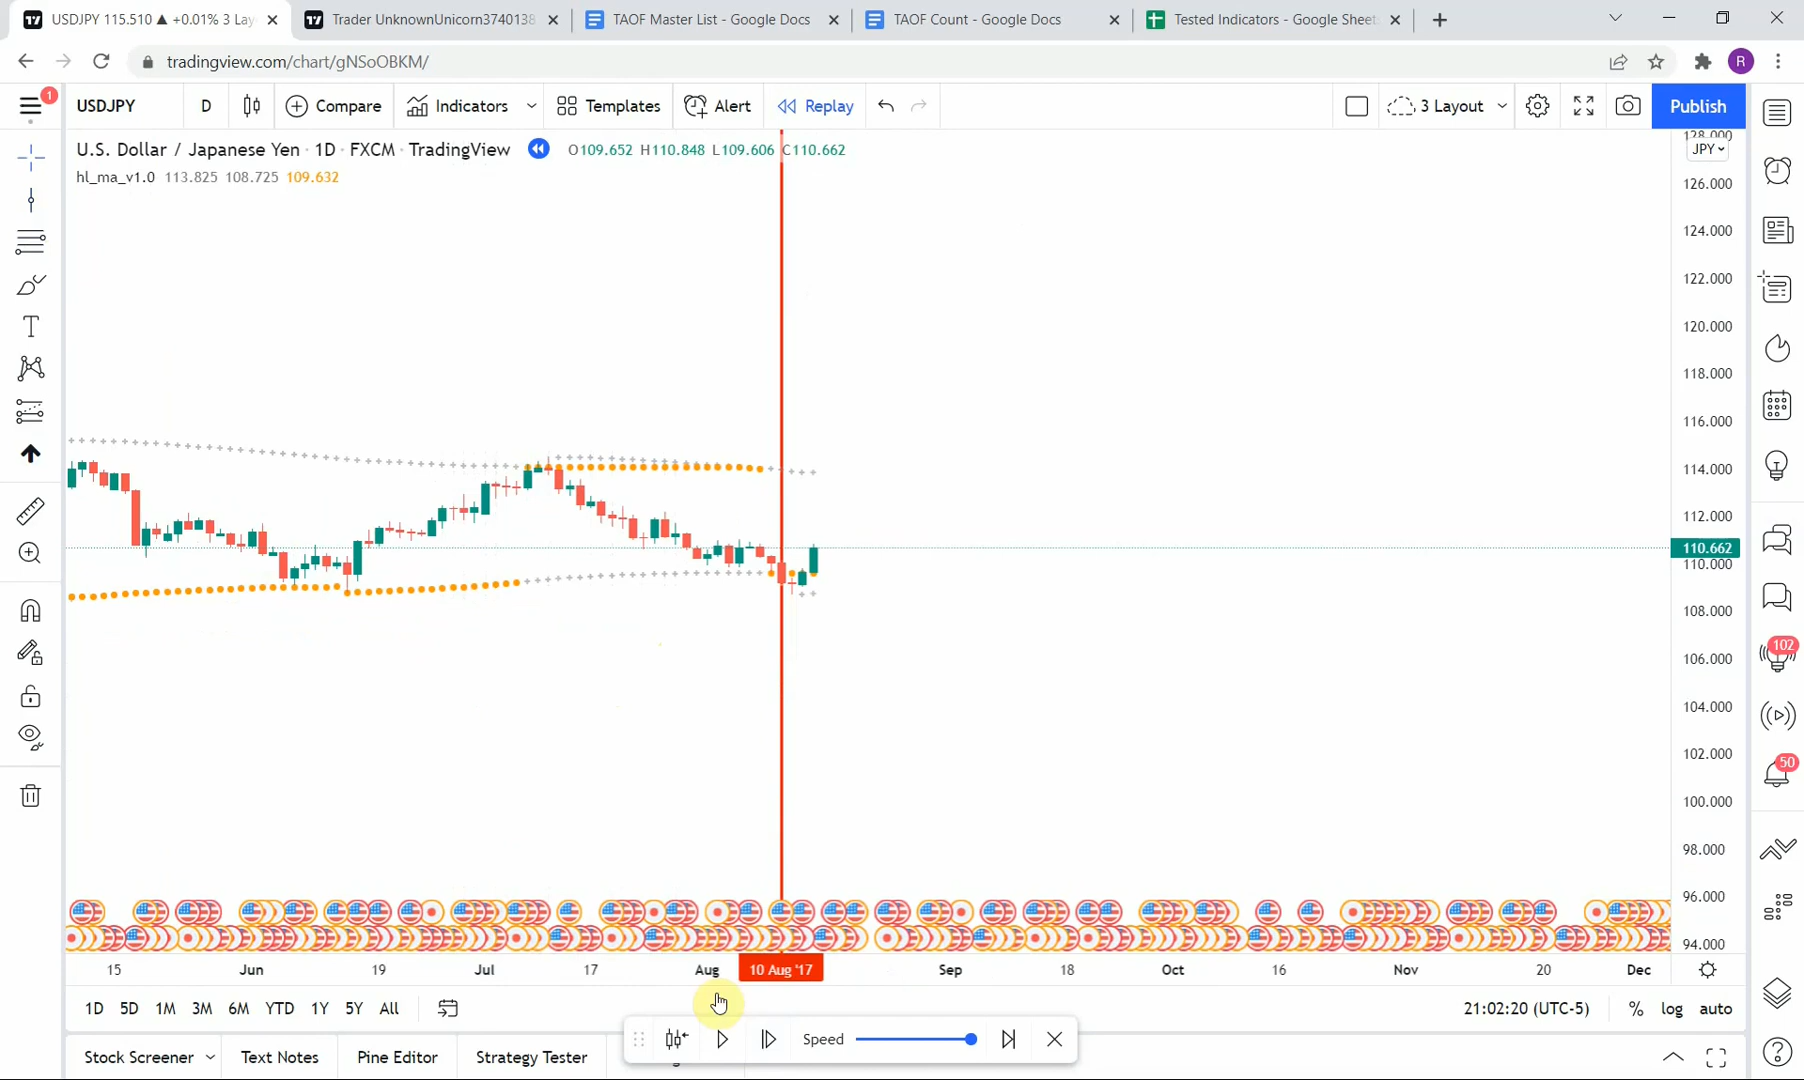 USDJPY 115.510 ▲ +0.01% 3 Lay
Trader UnknownUnicorn3740138
TAOF Master List - Google Docs
TAOF Count - Google Docs
Tested Indicators - Google Sheet
tradingview.com/chart/gNSoOBKM/
R
1
USDJPY
D
Compare
Indicators
Templates
Alert
Replay
3 Layout
Publish
U.S. Dollar / Japanese Yen · 1D · FXCM · TradingView
O109.652 H110.848 L109.606 C110.662
hl_ma_v1.0 113.825 108.725 109.632
128.000
JPY
126.000
124.000
122.000
120.000
118.000
116.000
114.000
112.000
110.662
110.000
108.000
106.000
104.000
102.000
100.000
98.000
96.000
94.000
102
50
15
Jun
19
Jul
17
Aug
10 Aug '17
Sep
18
Oct
16
Nov
20
Dec
1D 5D 1M 3M 6M YTD 1Y 5Y All
21:02:20 (UTC-5)
% log auto
Speed
Stock Screener
Text Notes
Pine Editor
Strategy Tester